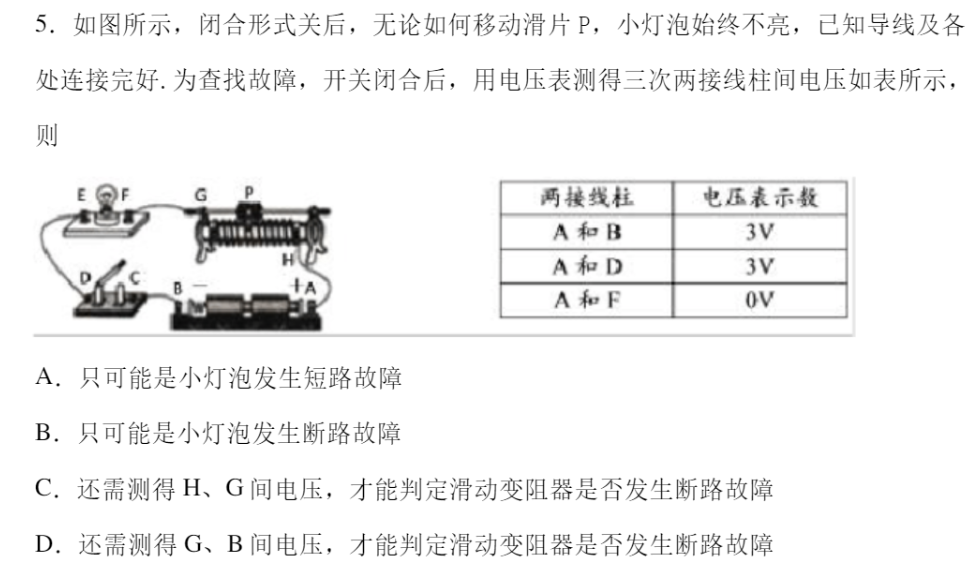 5．如图所示，闭合形式关后，无论如何移动滑片 P，小灯泡始终不亮，已知导线及各
处连接完好.为查找故障，开关闭合后，用电压表测得三次两接线柱间电压如表所示，
则
E F G P
H
D C B — +A
两接线柱 电压表示数
A 和 B 3V
A 和 D 3V
A 和 F 0V
A．只可能是小灯泡发生短路故障
B．只可能是小灯泡发生断路故障
C．还需测得 H、G 间电压，才能判定滑动变阻器是否发生断路故障
D．还需测得 G、B 间电压，才能判定滑动变阻器是否发生断路故障